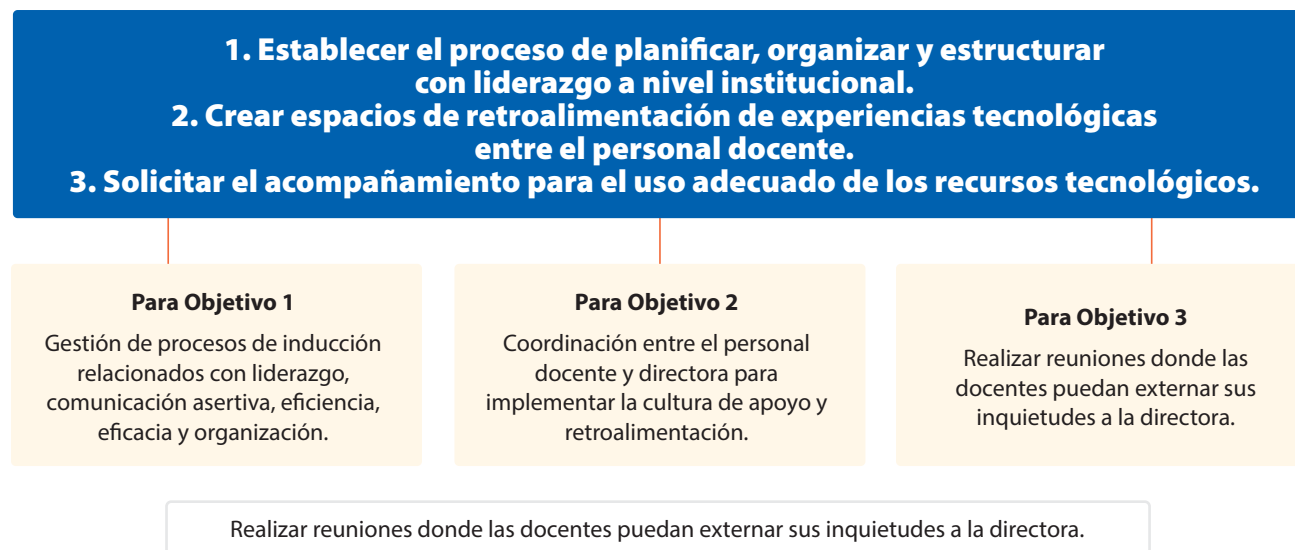 1. Establecer el proceso de planificar, organizar y estructurar
con liderazgo a nivel institucional.
2. Crear espacios de retroalimentación de experiencias tecnológicas
entre el personal docente.
3. Solicitar el acompañamiento para el uso adecuado de los recursos tecnológicos.
Para Objetivo 1
Gestión de procesos de inducción
relacionados con liderazgo,
comunicación asertiva, eficiencia,
eficacia y organización.
Para Objetivo 2
Coordinación entre el personal
docente y directora para
implementar la cultura de apoyo y
retroalimentación.
Para Objetivo 3
Realizar reuniones donde las
docentes puedan externar sus
inquietudes a la directora.
Realizar reuniones donde las docentes puedan externar sus inquietudes a la directora.